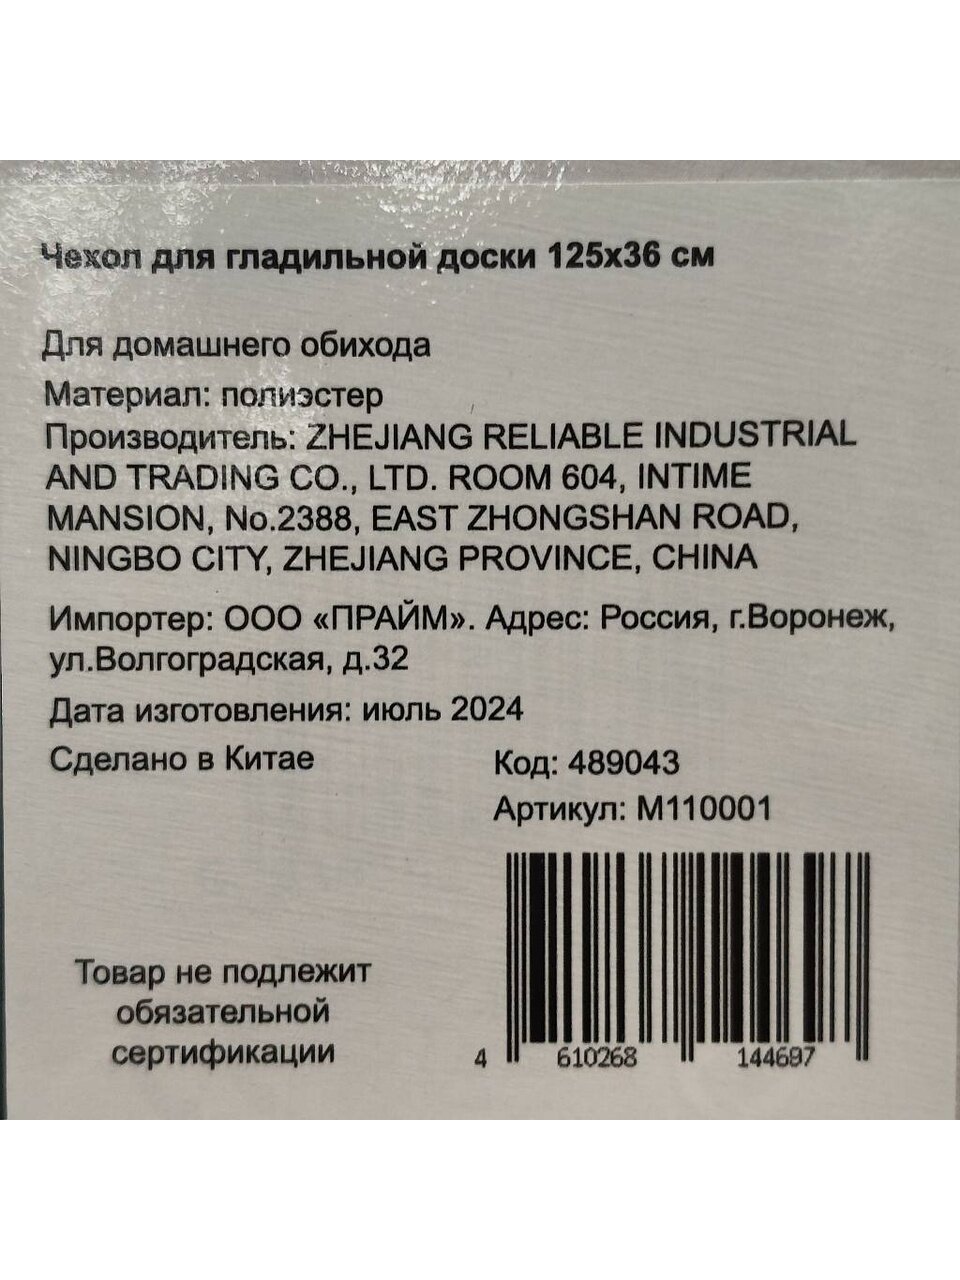 Чехол для гладильной доски 125х36 см
Для домашнего обихода
Материал: полиэстер
Производитель: ZHEJIANG RELIABLE INDUSTRIAL
AND TRADING CO., LTD. ROOM 604, INTIME
MANSION, No.2388, EAST ZHONGSHAN ROAD,
NINGBO CITY, ZHEJIANG PROVINCE, CHINA
Импортер: ООО «ПРАЙМ». Адрес: Россия, г.Воронеж,
ул.Волгоградская, д.32
Дата изготовления: июль 2024
Сделано в Китае
Код: 489043
Артикул: М110001
Товар не подлежит
обязательной
сертификации
4 610268 144697